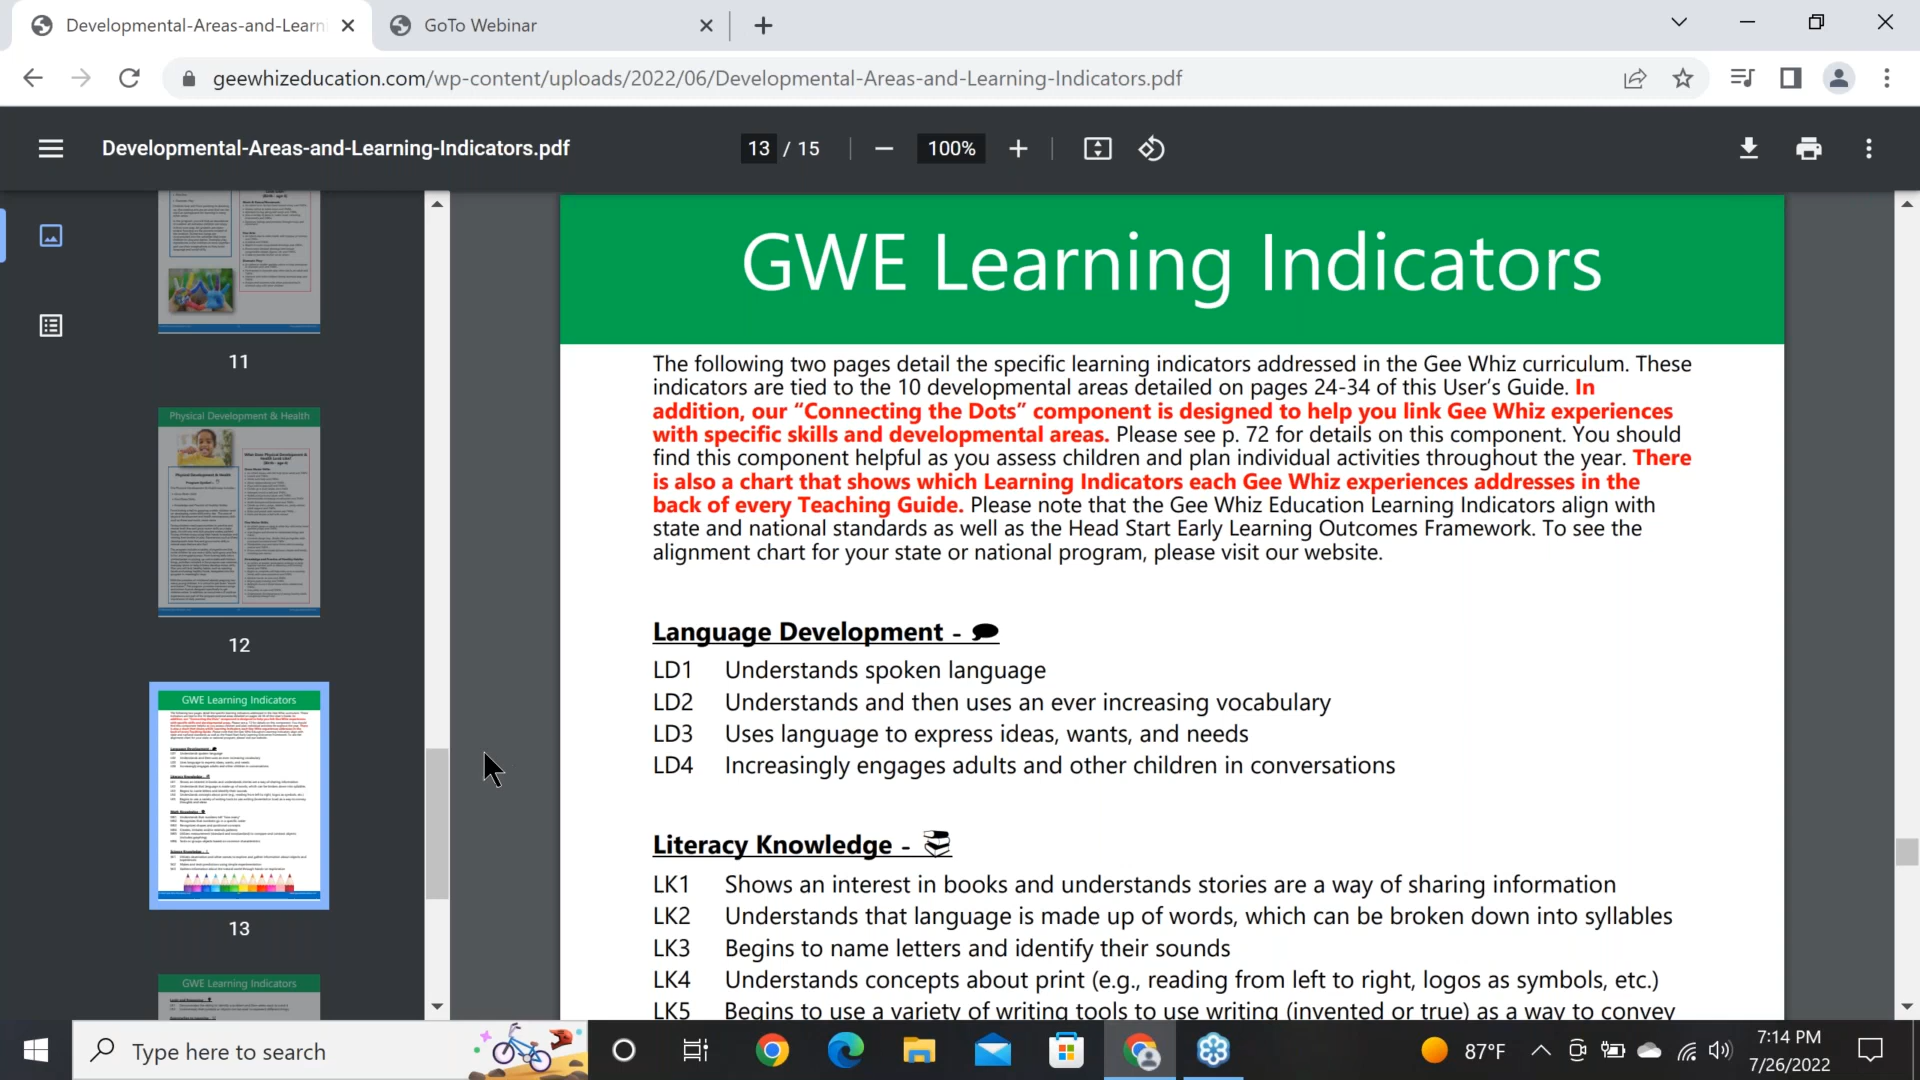 Developmental-Areas-and-Learni
GoTo Webinar
geewhizeducation.com/wp-content/uploads/2022/06/Developmental-Areas-and-Learning-Indicators.pdf
Developmental-Areas-and-Learning-Indicators.pdf
13 / 15
100%
11
Physical Development & Health
12
GWE Learning Indicators
13
GWE Learning Indicators
GWE Learning Indicators
The following two pages detail the specific learning indicators addressed in the Gee Whiz curriculum. These
indicators are tied to the 10 developmental areas detailed on pages 24-34 of this User's Guide. In
addition, our “Connecting the Dots” component is designed to help you link Gee Whiz experiences
with specific skills and developmental areas. Please see p. 72 for details on this component. You should
find this component helpful as you assess children and plan individual activities throughout the year. There
is also a chart that shows which Learning Indicators each Gee Whiz experiences addresses in the
back of every Teaching Guide. Please note that the Gee Whiz Education Learning Indicators align with
state and national standards as well as the Head Start Early Learning Outcomes Framework. To see the
alignment chart for your state or national program, please visit our website.
Language Development -
LD1 Understands spoken language
LD2 Understands and then uses an ever increasing vocabulary
LD3 Uses language to express ideas, wants, and needs
LD4 Increasingly engages adults and other children in conversations
Literacy Knowledge -
LK1 Shows an interest in books and understands stories are a way of sharing information
LK2 Understands that language is made up of words, which can be broken down into syllables
LK3 Begins to name letters and identify their sounds
LK4 Understands concepts about print (e.g., reading from left to right, logos as symbols, etc.)
LK5 Begins to use a variety of writing tools to use writing (invented or true) as a way to convey
Type here to search
87°F
7:14 PM
7/26/2022